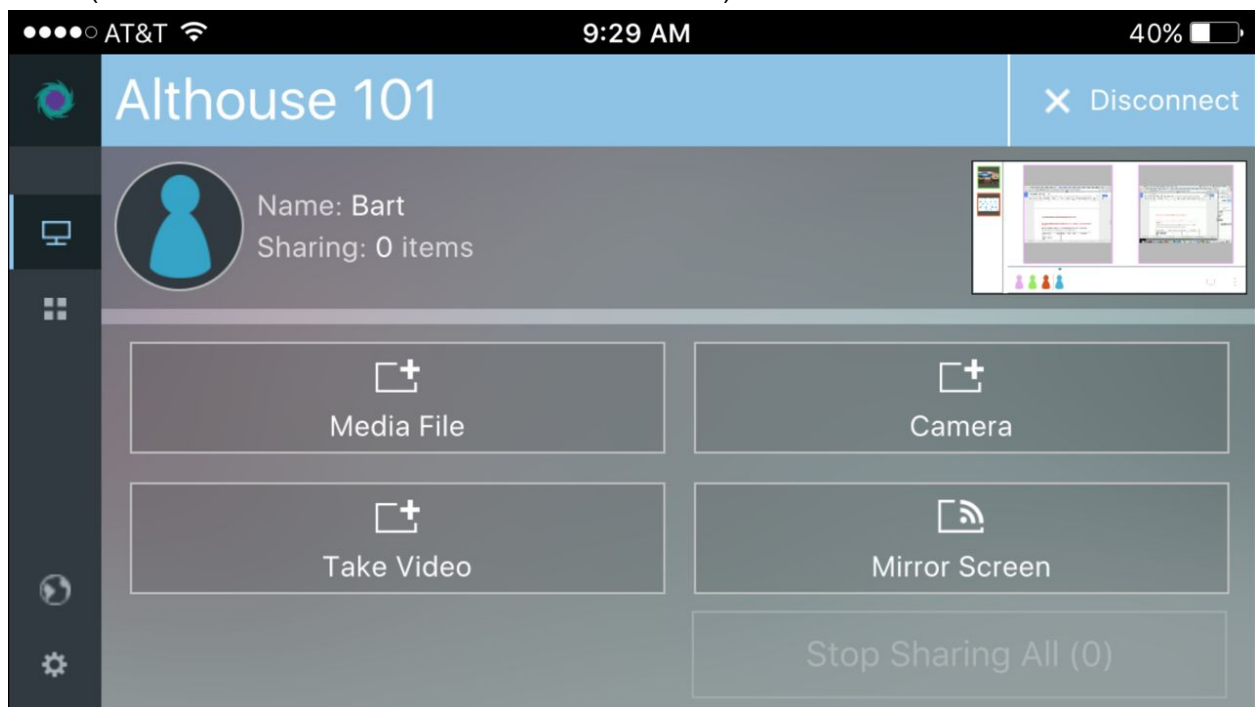 AT&T 9:29 AM 40%
Althouse 101
Disconnect
Name: Bart
Sharing: 0 items
Media File
Camera
Take Video
Mirror Screen
Stop Sharing All (0)